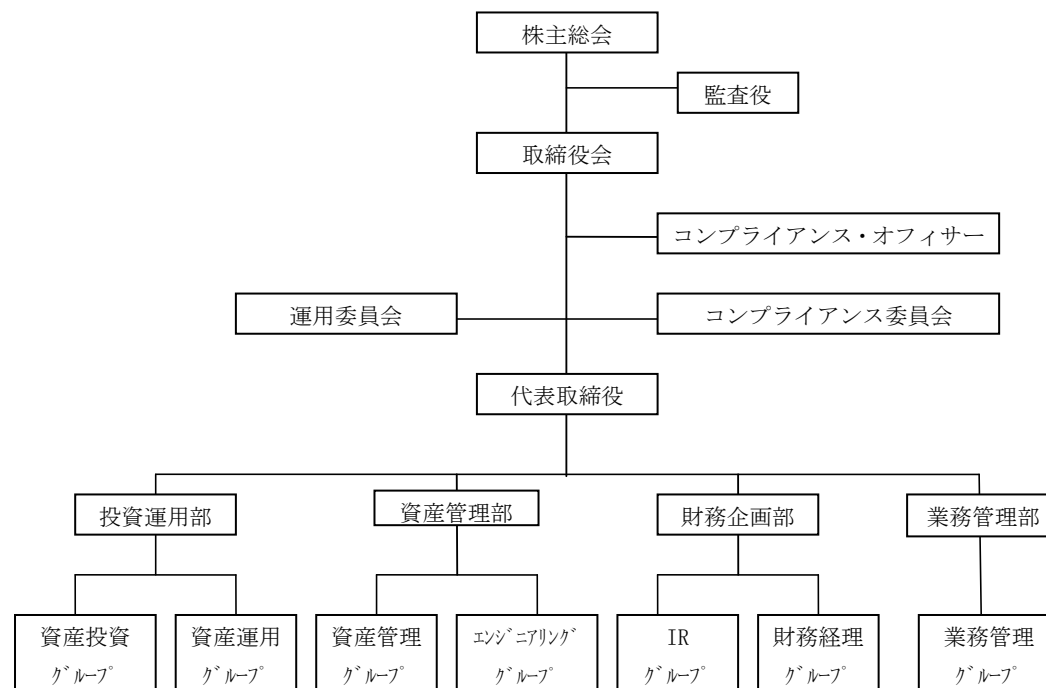 株主総会
監査役
取締役会
コンプライアンス・オフィサー
運用委員会
コンプライアンス委員会
代表取締役
投資運用部
資産管理部
財務企画部
業務管理部
資産投資
ｸﾞﾙｰﾌﾟ
資産運用
ｸﾞﾙｰﾌﾟ
資産管理
ｸﾞﾙｰﾌﾟ
ｴﾝｼﾞﾆｱﾘﾝｸﾞ
ｸﾞﾙｰﾌﾟ
IR
ｸﾞﾙｰﾌﾟ
財務経理
ｸﾞﾙｰﾌﾟ
業務管理
ｸﾞﾙｰﾌﾟ